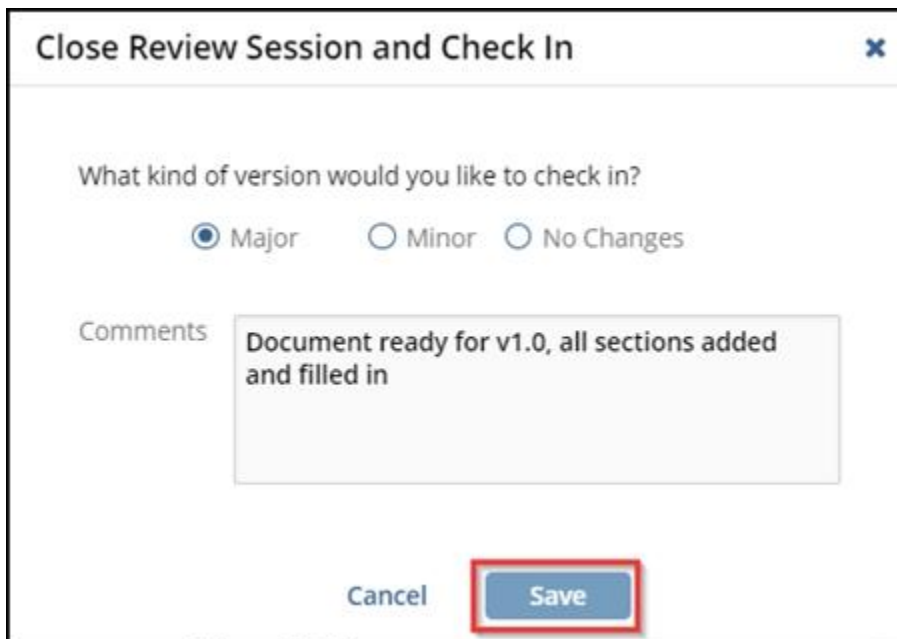 Close Review Session and Check In
What kind of version would you like to check in?
Major Minor No Changes
Comments
Document ready for v1.0, all sections added
and filled in
Cancel Save